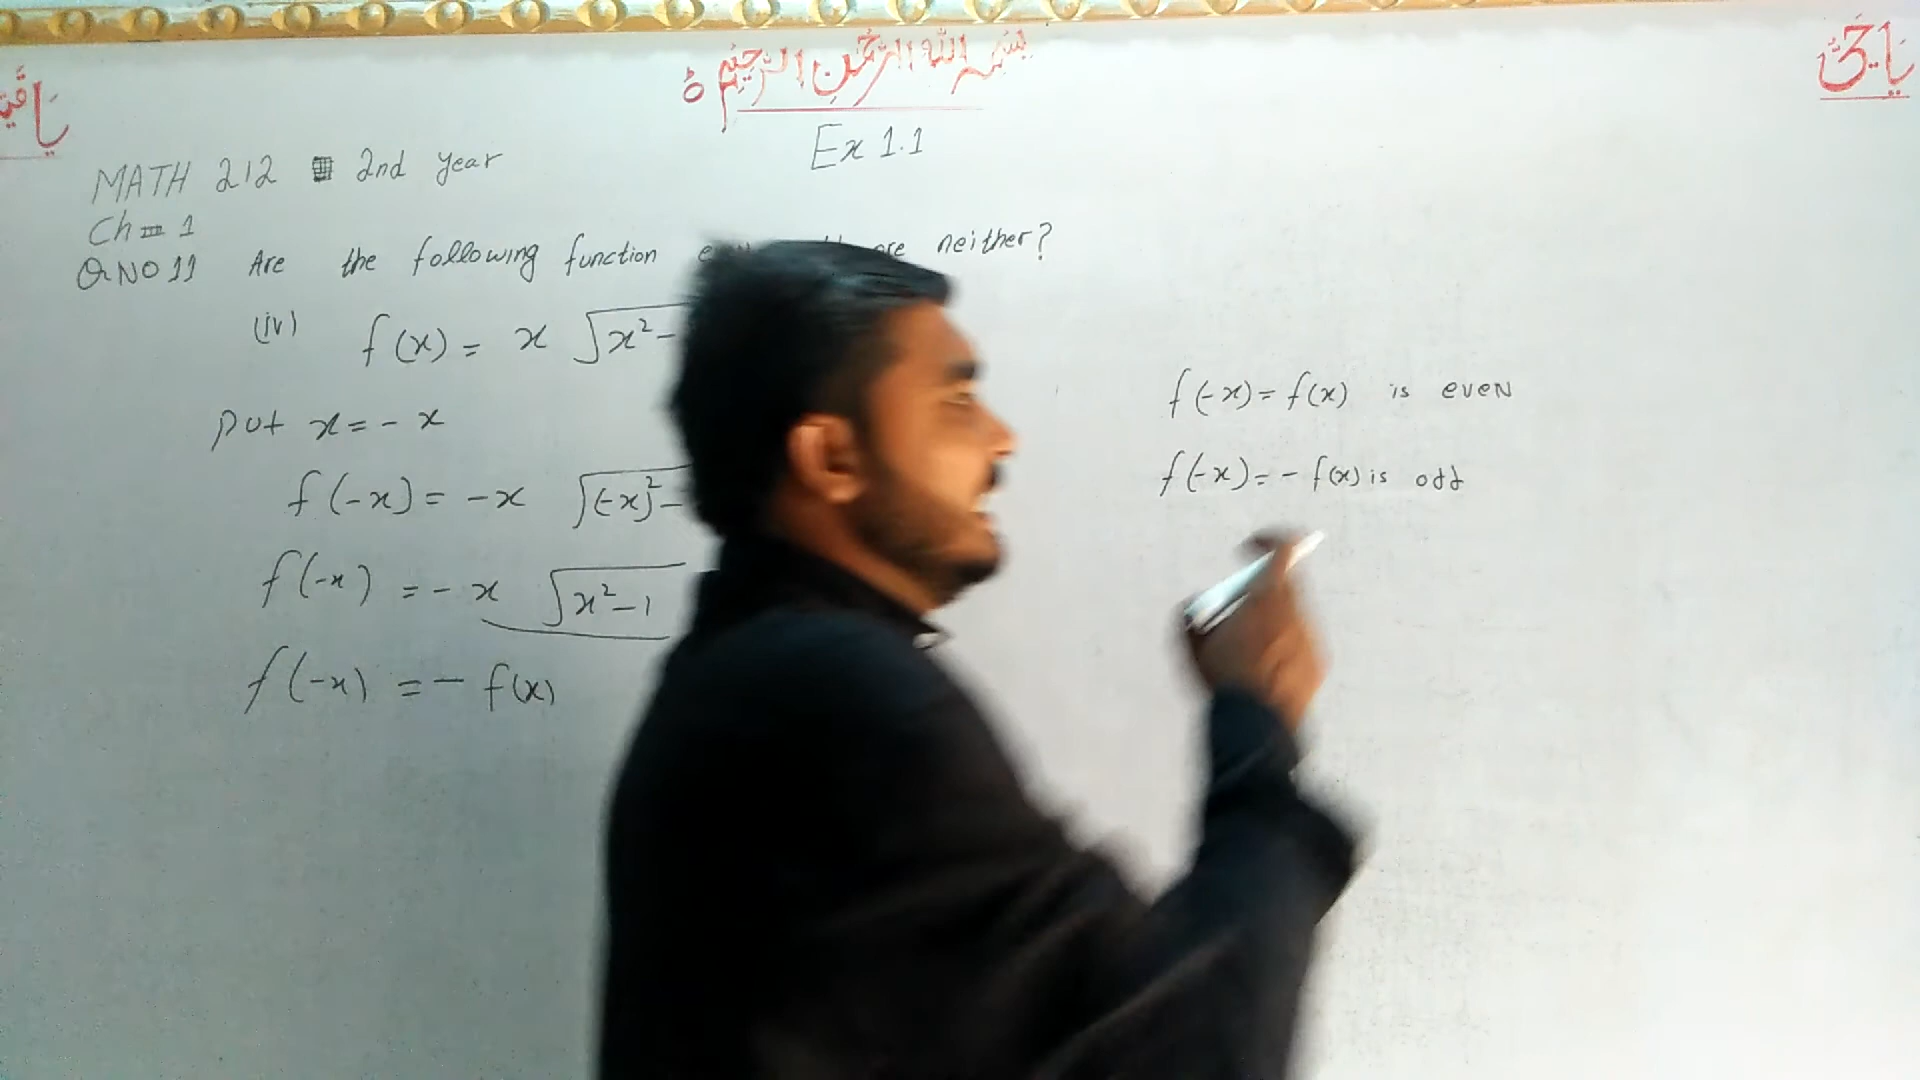 بسم الله الرحمن الرحيم
ياحيّ
Ex 1.1
MATH 212 2nd year
Ch = 1
Q NO 11 Are the following function neither?
(iv) f(x) = x √x² -
put x = - x
f(-x) = -x √(-x)² -
f(-x) = - x √x² - 1
f(-x) = - f(x)
f(-x) = f(x) is even
f(-x) = - f(x) is odd